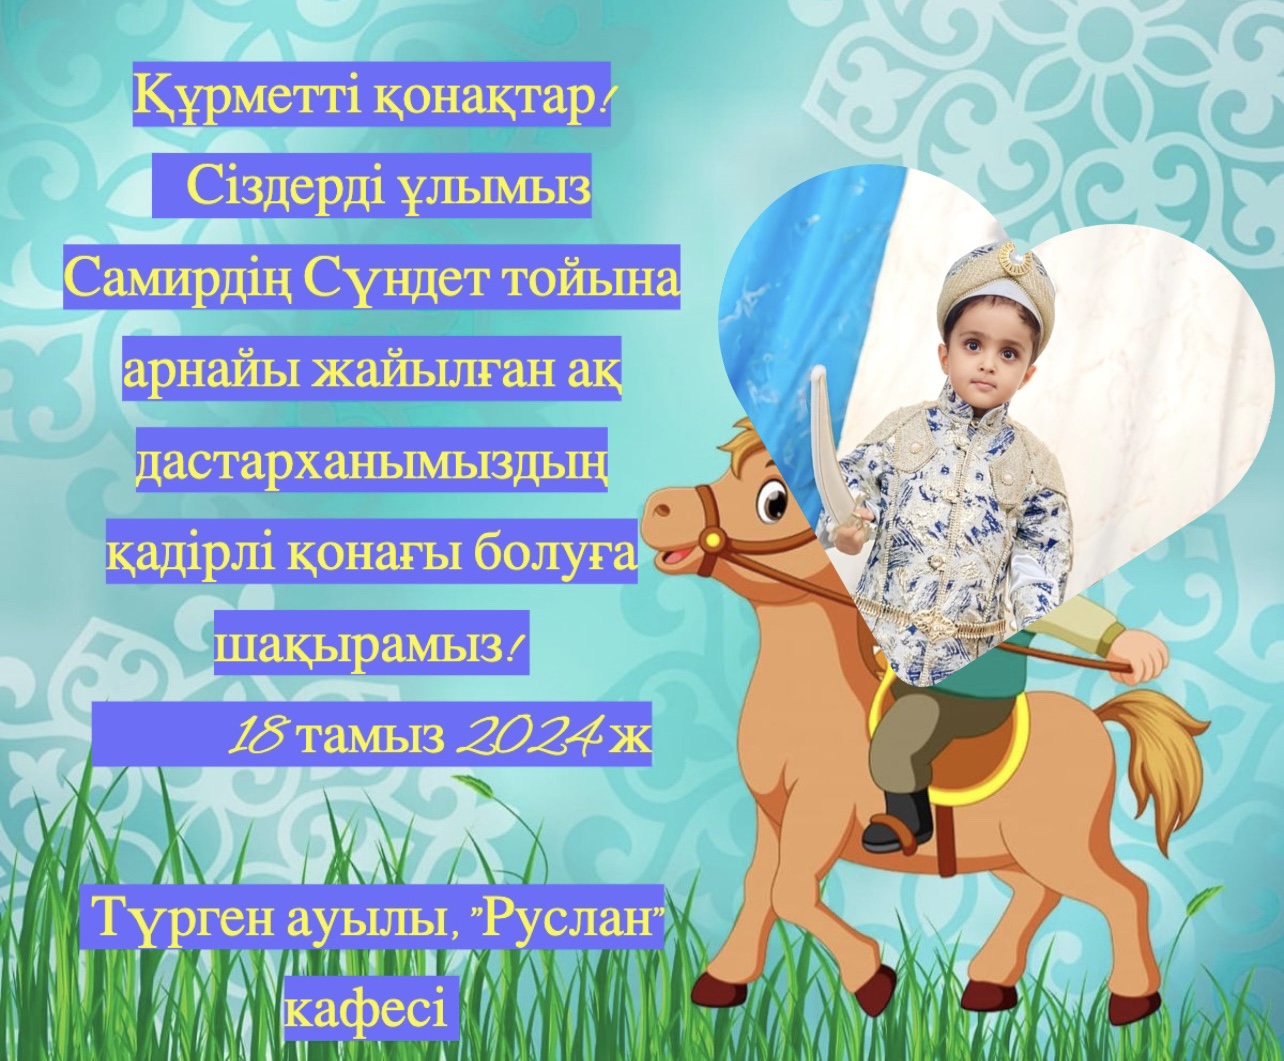 Құрметті қонақтар!
Сіздерді ұлымыз
Самирдің Сүндет тойына
арнайы жайылған ақ
дастарханымыздың
қадірлі қонағы болуға
шақырамыз!
18 тамыз 2024 ж
Түрген ауылы, "Руслан"
кафесі